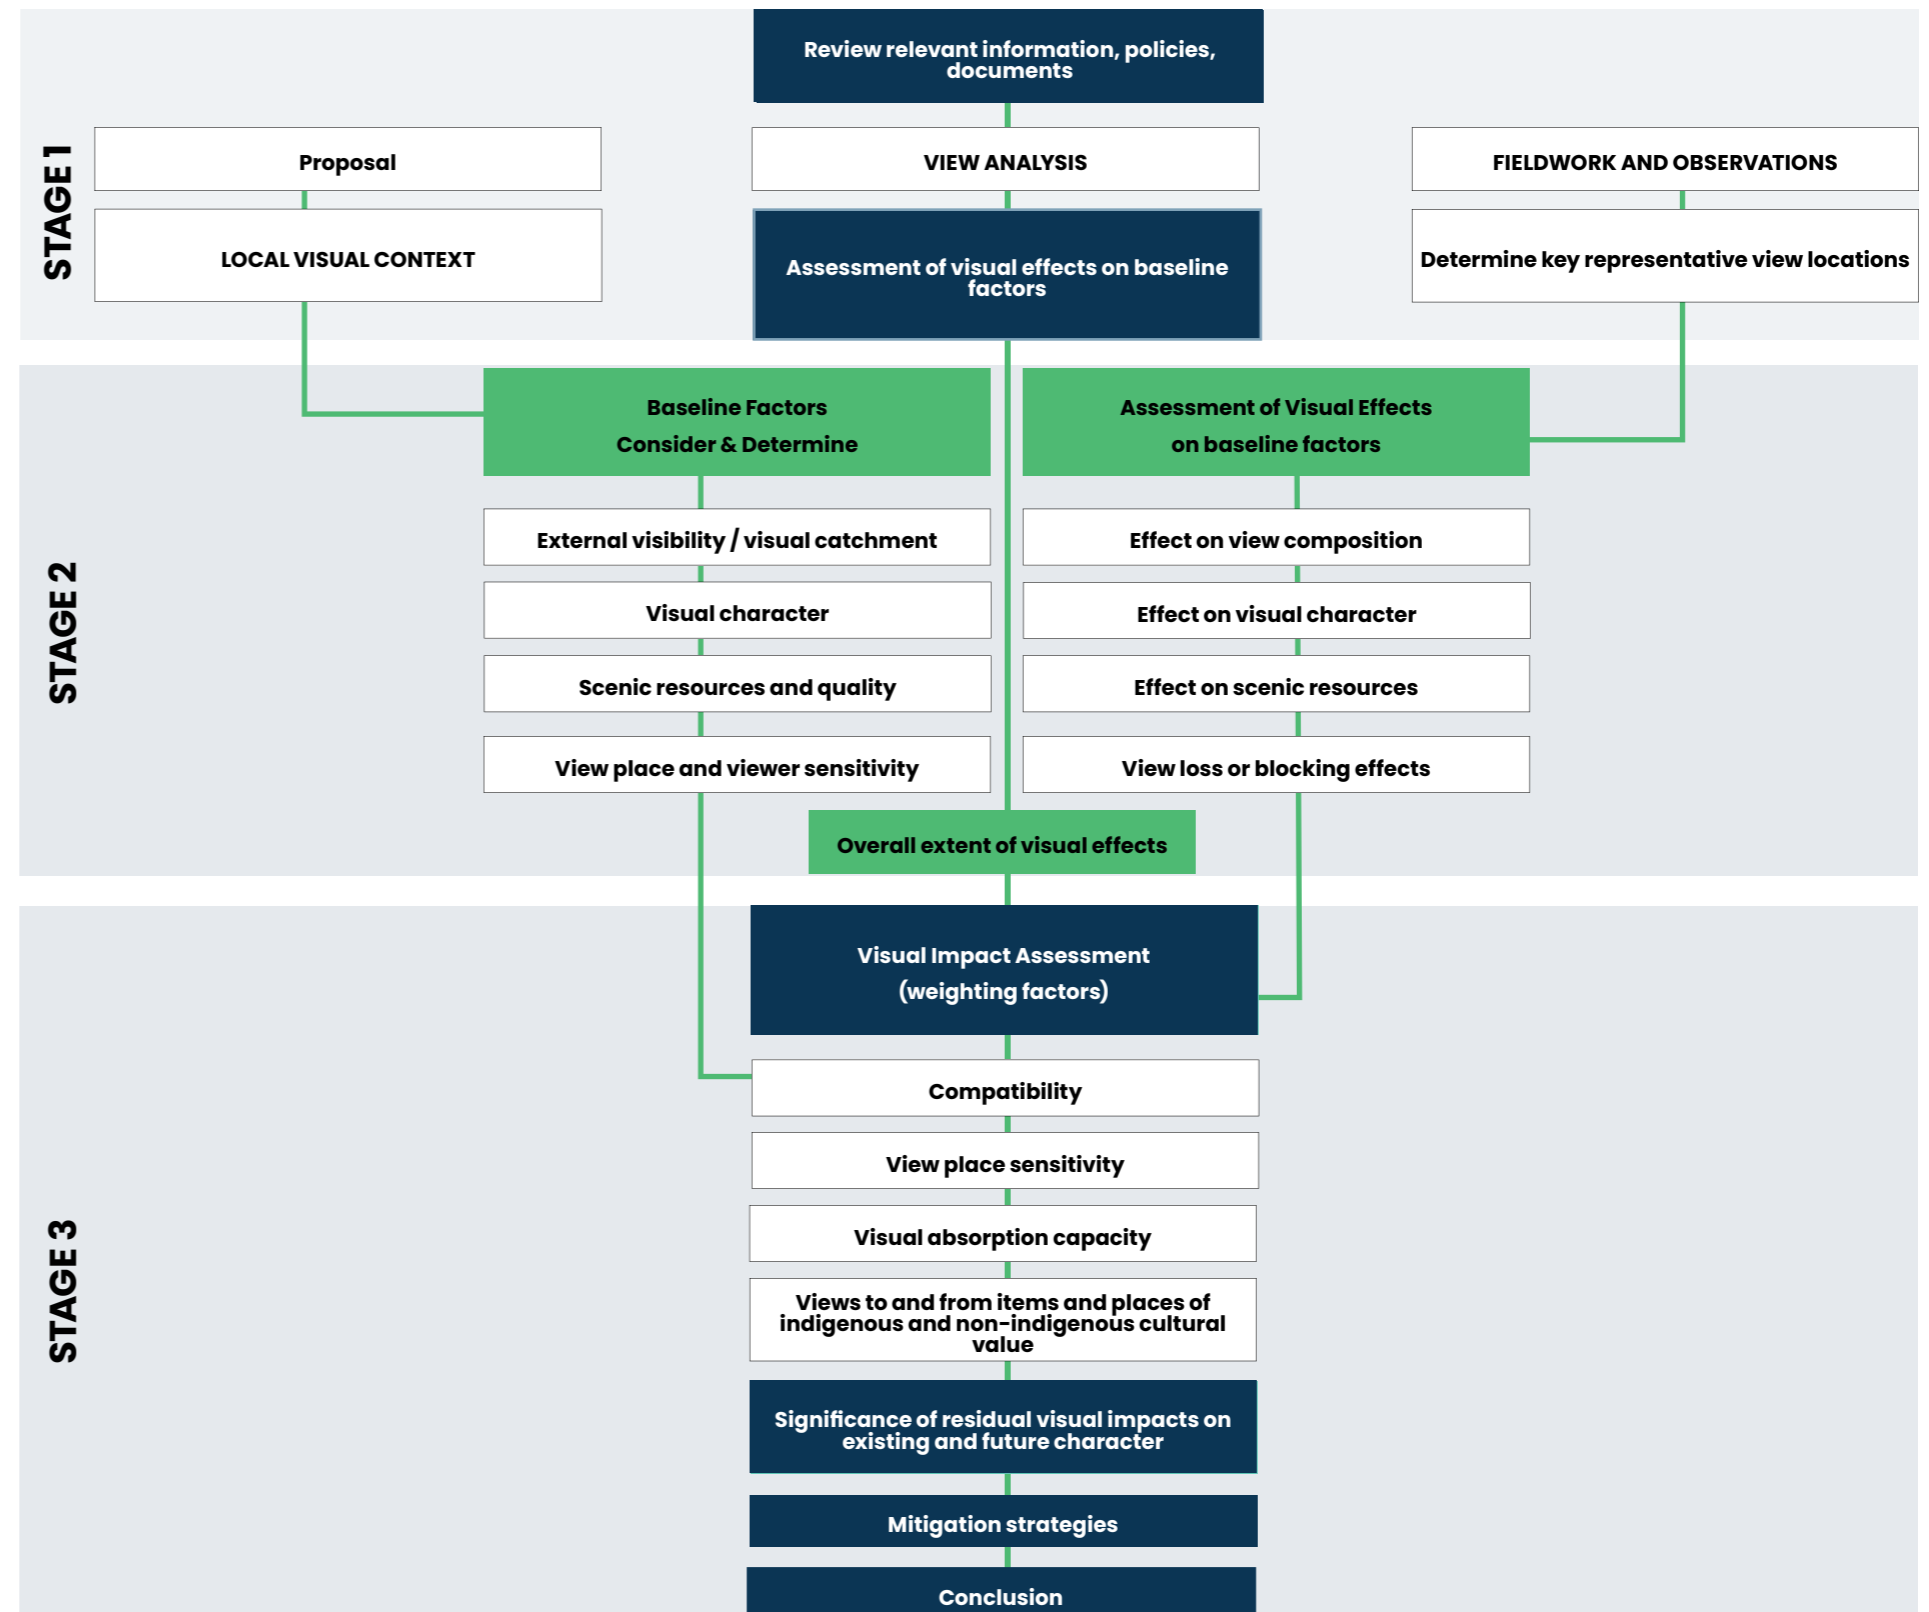 Review relevant information, policies,
documents
STAGE 1
Proposal
VIEW ANALYSIS
FIELDWORK AND OBSERVATIONS
LOCAL VISUAL CONTEXT
Assessment of visual effects on baseline
factors
Determine key representative view locations
STAGE 2
Baseline Factors
Consider & Determine
Assessment of Visual Effects
on baseline factors
External visibility / visual catchment
Effect on view composition
Visual character
Effect on visual character
Scenic resources and quality
Effect on scenic resources
View place and viewer sensitivity
View loss or blocking effects
Overall extent of visual effects
STAGE 3
Visual Impact Assessment
(weighting factors)
Compatibility
View place sensitivity
Visual absorption capacity
Views to and from items and places of
indigenous and non-indigenous cultural
value
Significance of residual visual impacts on
existing and future character
Mitigation strategies
Conclusion